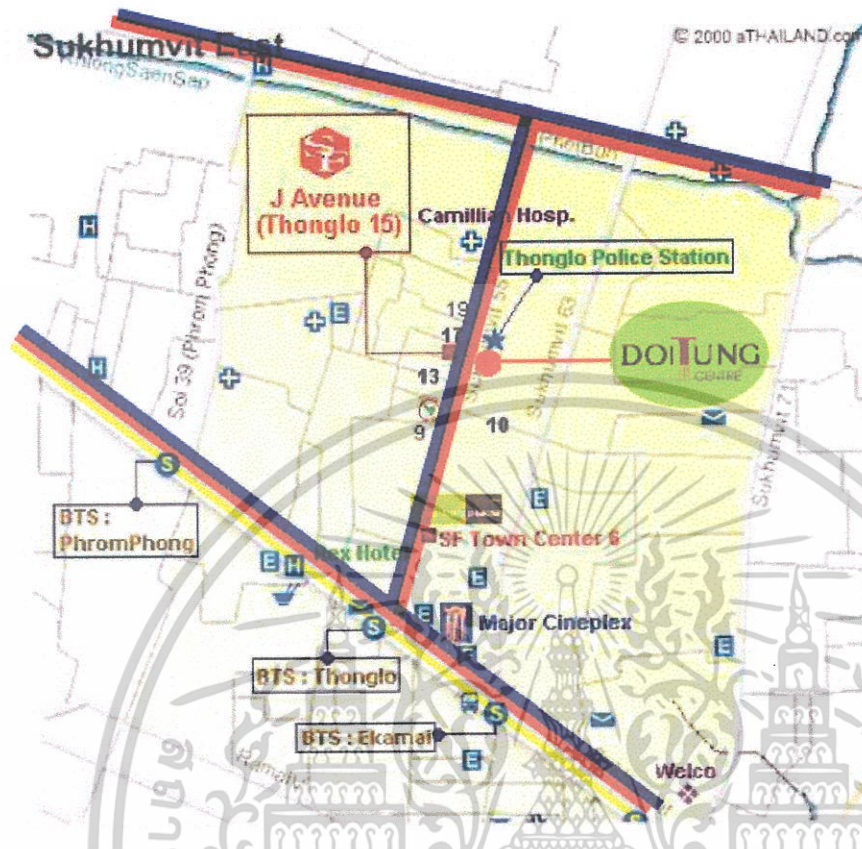 Sukhumvit East
© 2000 aTHAILAND.com
KhlongSaenSap
H
J Avenue
(Thonglo 15)
Camillian Hosp.
Thonglo Police Station
H
E
19
17
13
9
10
DOITUNG
CENTRE
Soi 39 (Phrom Phong)
Sukhumvit 63
Sukhumvit 71
H
S
BTS :
PhromPhong
E
SF Town Center 6
Rex Hotel
E
H
E
E
Major Cineplex
S
BTS : Thonglo
E
BTS : Ekamai
S
E
Welco